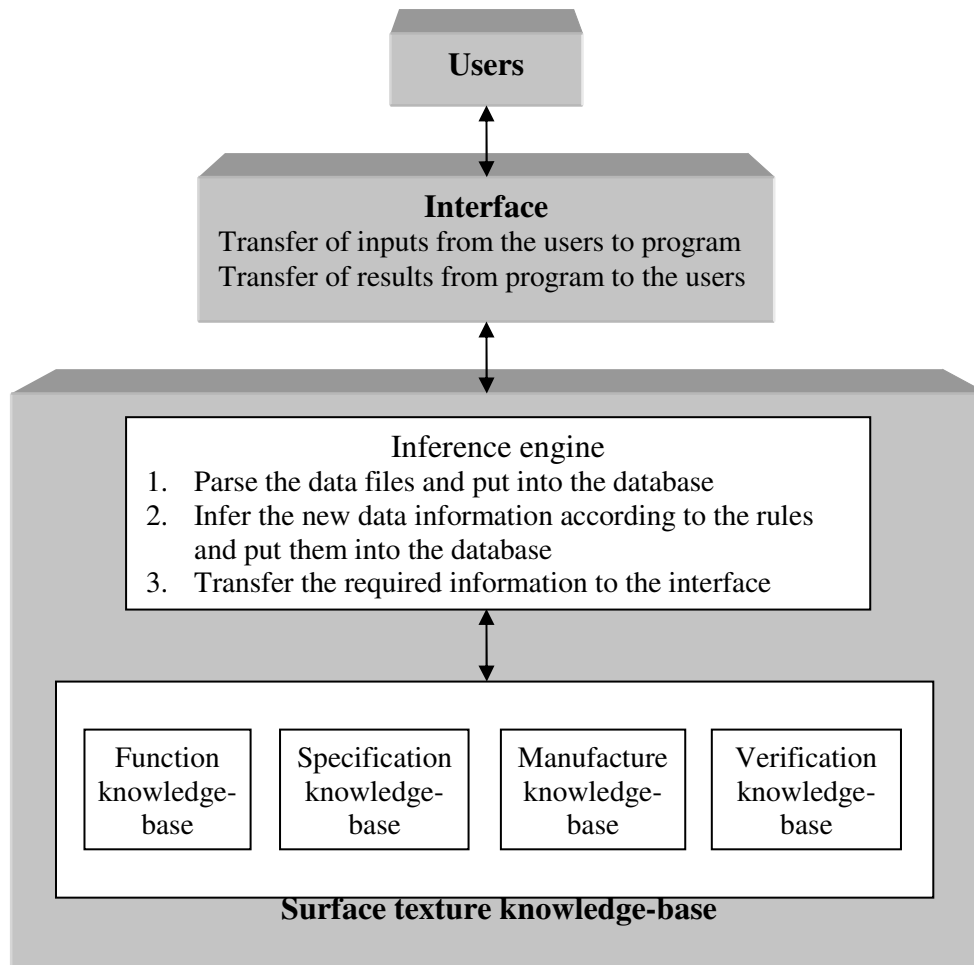 Users
Interface
Transfer of inputs from the users to program
Transfer of results from program to the users
Inference engine
1. Parse the data files and put into the database
2. Infer the new data information according to the rules
and put them into the database
3. Transfer the required information to the interface
Function
knowledge-
base
Specification
knowledge-
base
Manufacture
knowledge-
base
Verification
knowledge-
base
Surface texture knowledge-base